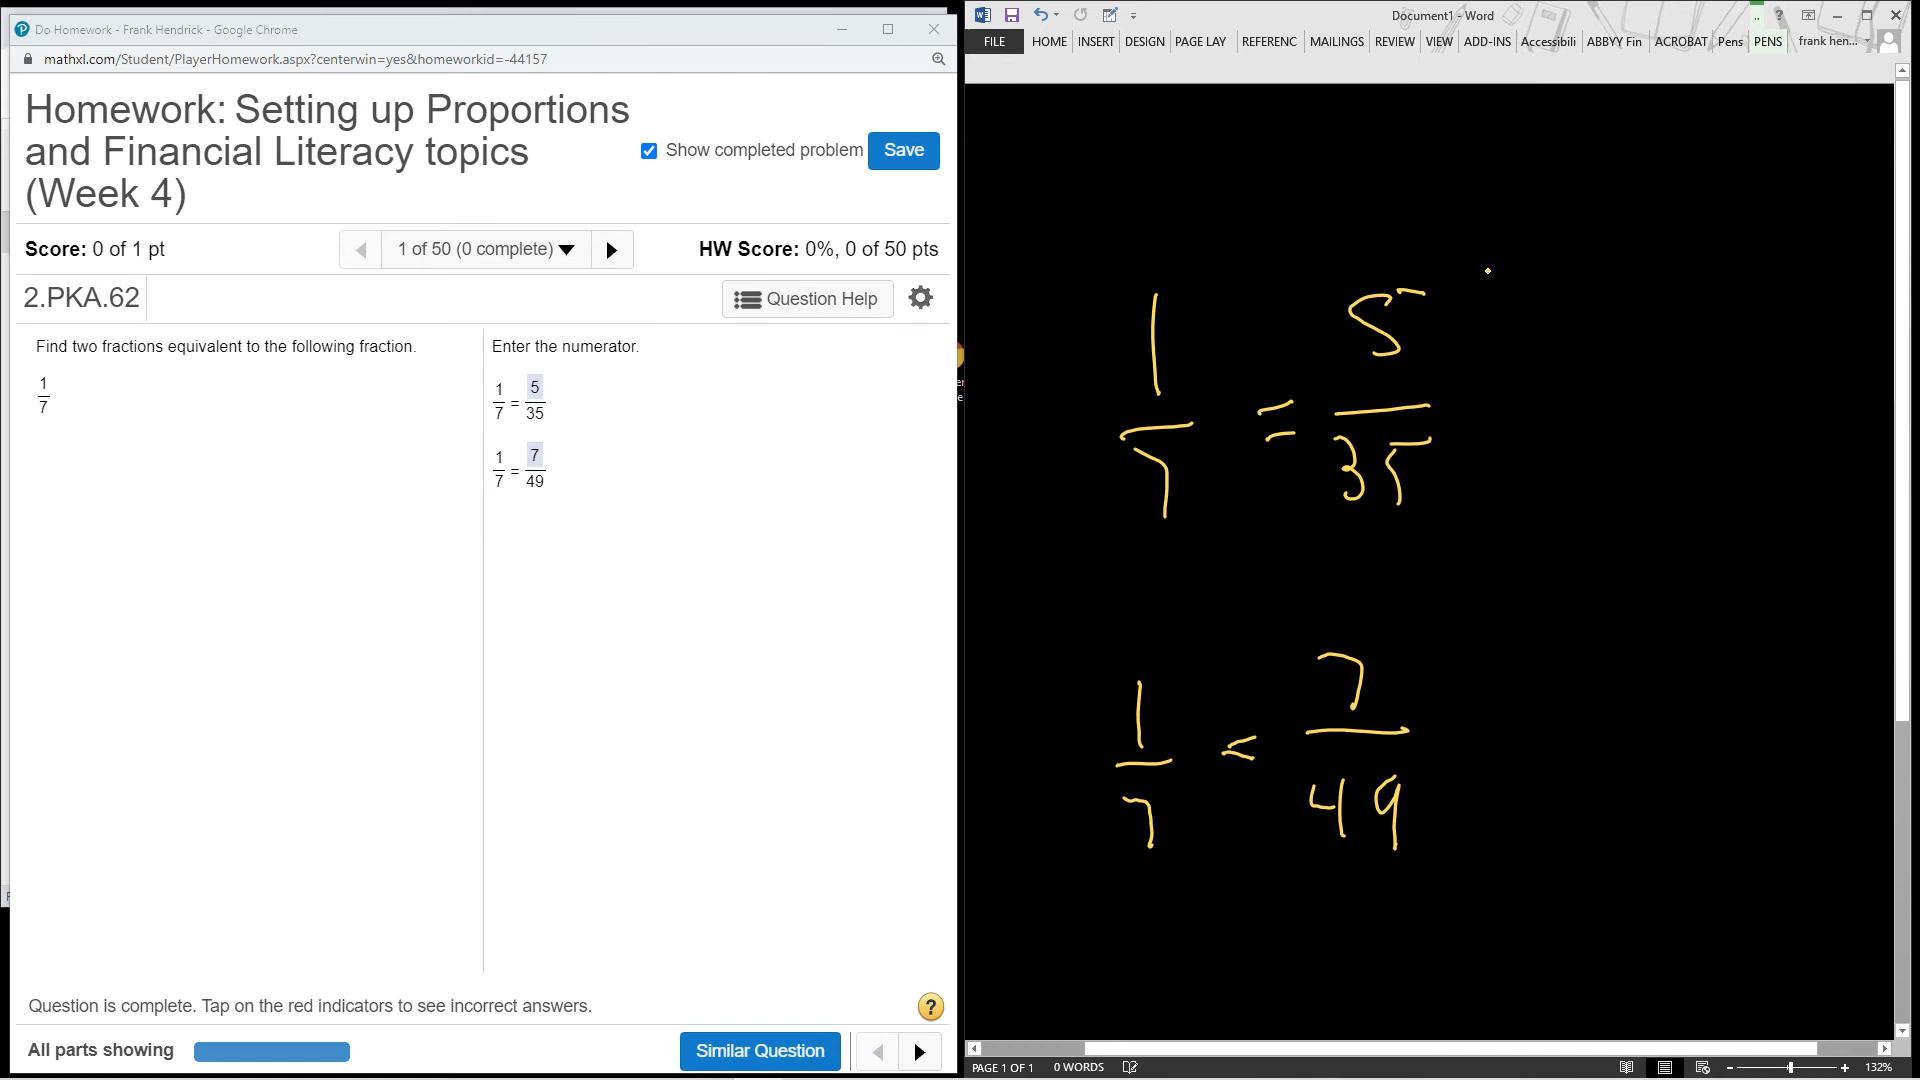 Do Homework - Frank Hendrick - Google Chrome
mathxl.com/Student/PlayerHomework.aspx?centerwin=yes&homeworkid=-44157
Homework: Setting up Proportions
and Financial Literacy topics
(Week 4)
Show completed problem
Save
Score: 0 of 1 pt
1 of 50 (0 complete)
HW Score: 0%, 0 of 50 pts
2.PKA.62
Question Help
Find two fractions equivalent to the following fraction.
1
7
Enter the numerator.
1 5
7 = 35
1 7
7 = 49
Question is complete. Tap on the red indicators to see incorrect answers.
?
All parts showing
Similar Question
Document1 - Word
FILE HOME INSERT DESIGN PAGE LAY REFERENC MAILINGS REVIEW VIEW ADD-INS Accessibili ABBYY Fin ACROBAT Pens PENS frank hen...
1 5
7 = 35
1 7
7 = 49
PAGE 1 OF 1 0 WORDS 132%